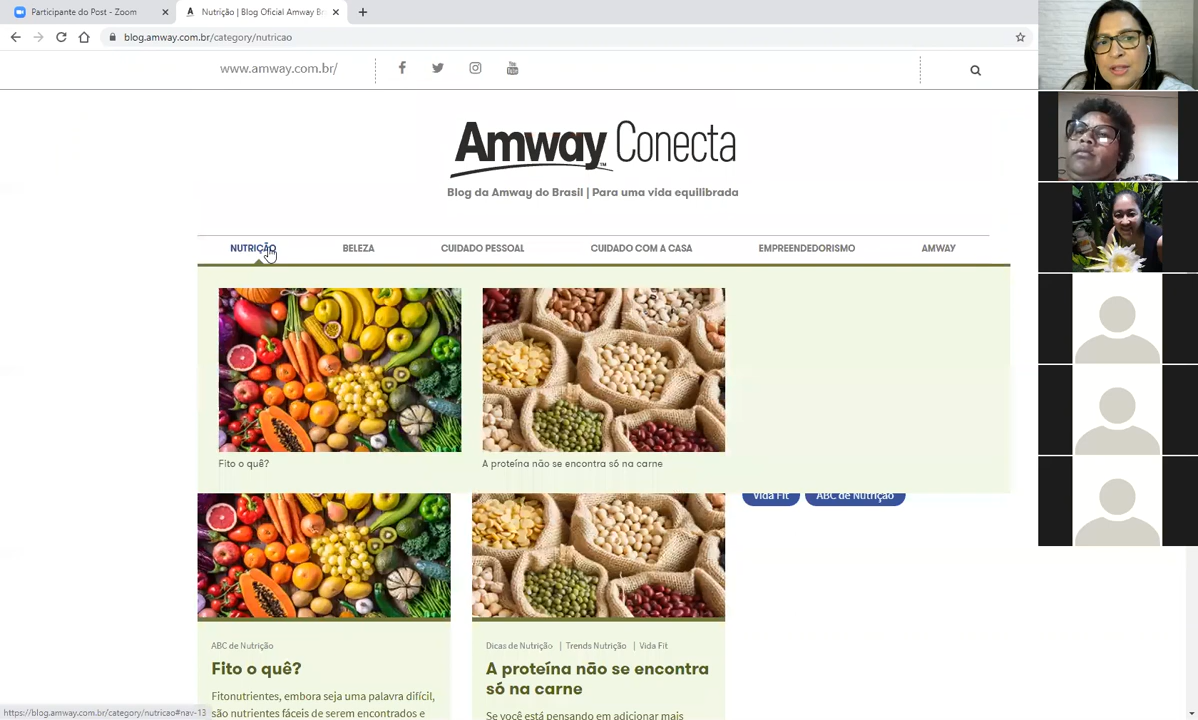 Participante do Post - Zoom
Nutrição | Blog Oficial Amway Br
blog.amway.com.br/category/nutricao
www.amway.com.br/
You
Tube
Amway Conecta
Blog da Amway do Brasil | Para uma vida equilibrada
NUTRIÇÃO
BELEZA
CUIDADO PESSOAL
CUIDADO COM A CASA
EMPREENDEDORISMO
AMWAY
Fito o quê?
A proteína não se encontra só na carne
Vida Fit
ABC de Nutrição
ABC de Nutrição
Fito o quê?
Fitonutrientes, embora seja uma palavra difícil,
são nutrientes fáceis de serem encontrados e
Dicas de Nutrição | Trends Nutrição | Vida Fit
A proteína não se encontra
só na carne
Se você está pensando em adicionar mais
https://blog.amway.com.br/category/nutricao#nav-13